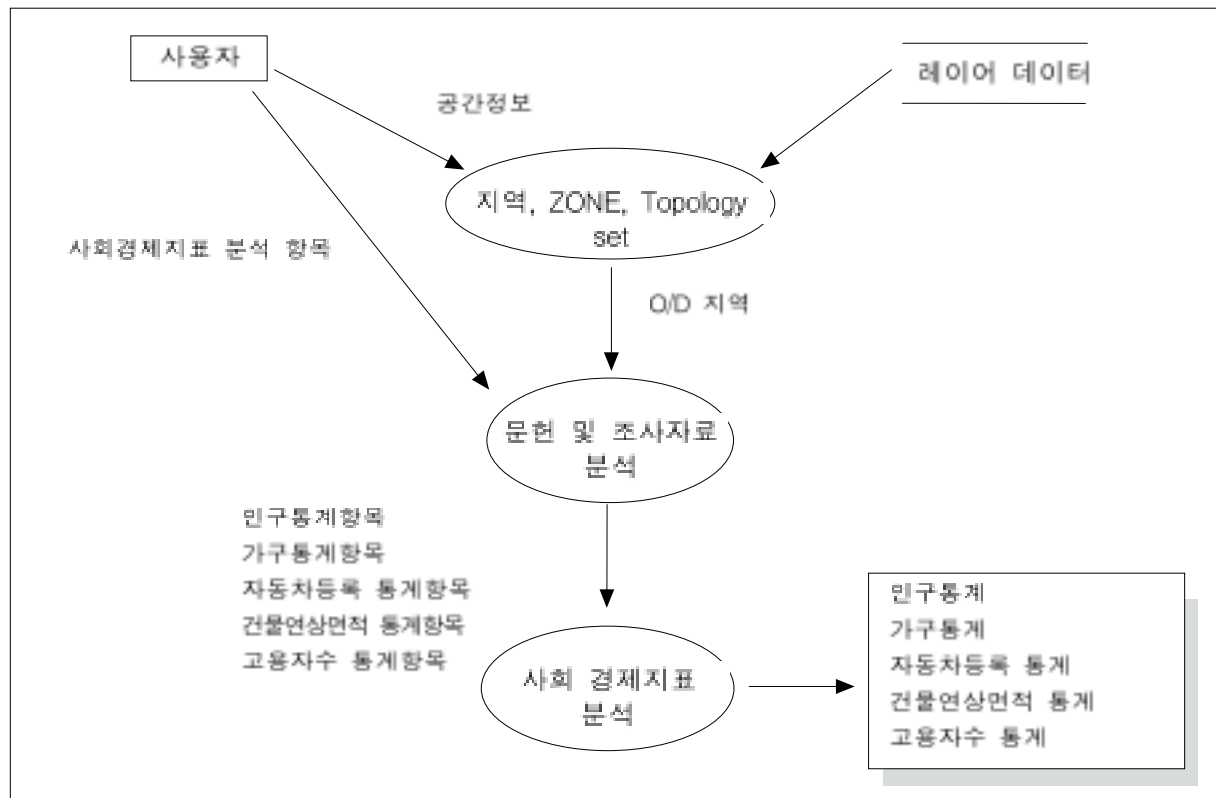 사용자
레이어 데이터
공간정보
지역, ZONE, Topology
set
사회경제지표 분석 항목
O/D 지역
문헌 및 조사자료
분석
인구통계항목
가구통계항목
자동차등록 통계항목
건물연상면적 통계항목
고용자수 통계항목
사회 경제지표
분석
인구통계
가구통계
자동차등록 통계
건물연상면적 통계
고용자수 통계